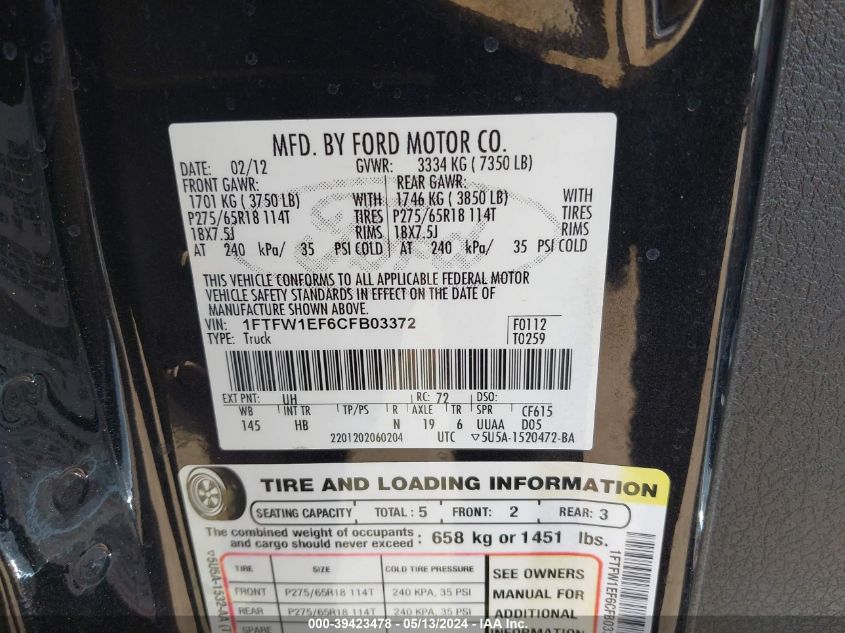 MFD. BY FORD MOTOR CO.
DATE: 02/12 GVWR: 3334 KG ( 7350 LB)
FRONT GAWR: REAR GAWR:
1701 KG ( 3750 LB) WITH 1746 KG ( 3850 LB) WITH
P275/65R18 114T TIRES P275/65R18 114T TIRES
18X7.5J RIMS 18X7.5J RIMS
AT 240 kPa/ 35 PSI COLD AT 240 kPa/ 35 PSI COLD
THIS VEHICLE CONFORMS TO ALL APPLICABLE FEDERAL MOTOR
VEHICLE SAFETY STANDARDS IN EFFECT ON THE DATE OF
MANUFACTURE SHOWN ABOVE.
VIN: 1FTFW1EF6CFB03372 F0112
TYPE: Truck T0259
EXT PNT: UH RC: 72 DSO:
WB INT TR TP/PS R AXLE TR SPR CF615
145 HB N 19 6 UUAA D05
2201202060204 UTC ▽5U5A-1520472-BA
TIRE AND LOADING INFORMATION
SEATING CAPACITY TOTAL : 5 FRONT: 2 REAR: 3
The combined weight of occupants
and cargo should never exceed : 658 kg or 1451 lbs.
TIRE SIZE COLD TIRE PRESSURE SEE OWNERS
FRONT P275/65R18 114T 240 KPA, 35 PSI MANUAL FOR
REAR P275/65R18 114T 240 KPA, 35 PSI ADDITIONAL
SPARE INFORMATION
▽5U5A-1532-AA
1FTFW1EF6CFB03
000-39423478 - 05/13/2024 - IAA Inc.